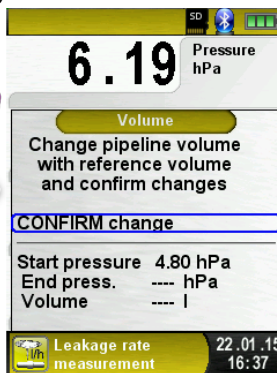 SD
6.19 Pressure
hPa
Volume
Change pipeline volume
with reference volume
and confirm changes
CONFIRM change
Start pressure 4.80 hPa
End press. ---- hPa
Volume ---- l
l/h Leakage rate 22.01.15
measurement 16:37